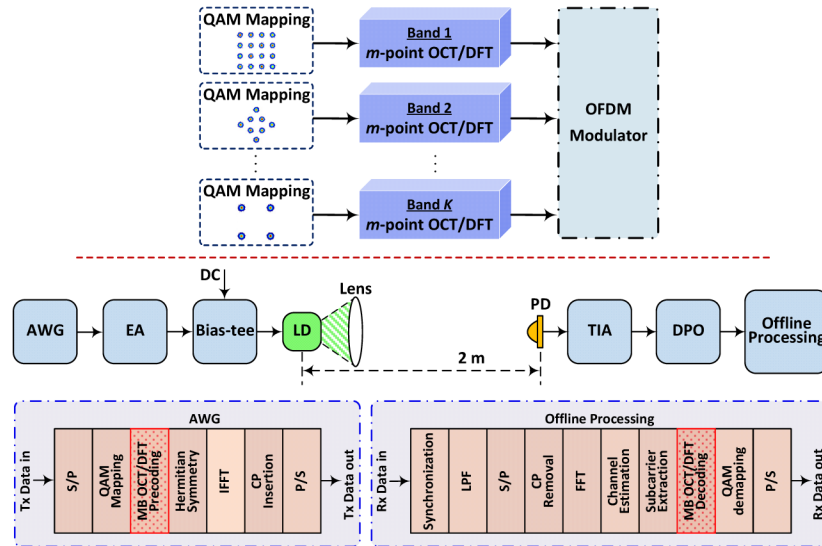 QAM Mapping
Band 1
m-point OCT/DFT
QAM Mapping
Band 2
m-point OCT/DFT
OFDM
Modulator
QAM Mapping
Band K
m-point OCT/DFT
DC
Lens
PD
AWG
EA
Bias-tee
LD
TIA
DPO
Offline
Processing
2 m
AWG
Tx Data in
S/P
QAM
Mapping
MB OCT/DFT
Precoding
Hermitian
Symmetry
IFFT
CP
Insertion
P/S
Tx Data out
Offline Processing
Rx Data in
Synchronization
LPF
S/P
CP
Removal
FFT
Channel
Estimation
Subcarrier
Extraction
MB OCT/DFT
Decoding
QAM
demapping
P/S
Rx Data out